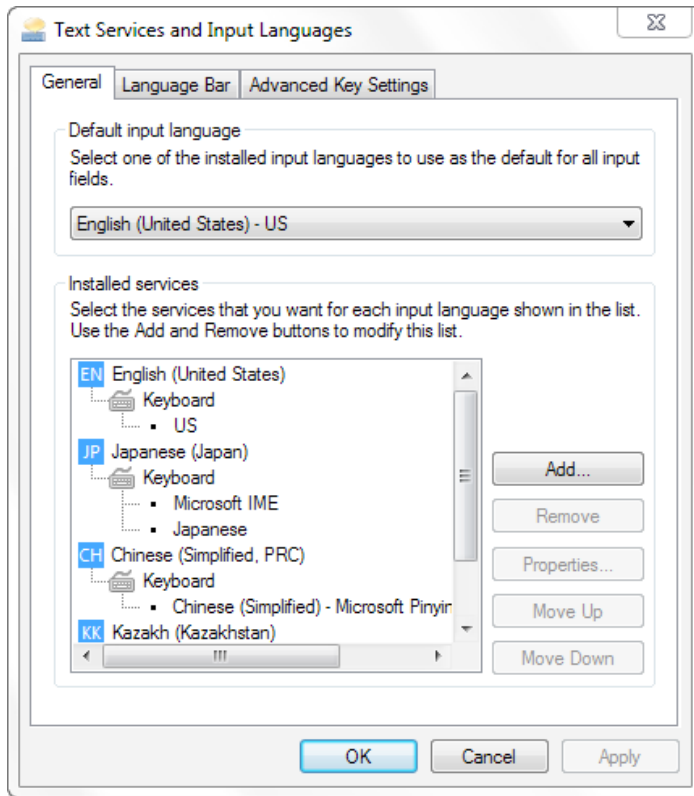 Text Services and Input Languages
General
Language Bar
Advanced Key Settings
Default input language
Select one of the installed input languages to use as the default for all input
fields.
English (United States) - US
Installed services
Select the services that you want for each input language shown in the list.
Use the Add and Remove buttons to modify this list.
EN English (United States)
Keyboard
US
JP Japanese (Japan)
Keyboard
Microsoft IME
Japanese
CH Chinese (Simplified, PRC)
Keyboard
Chinese (Simplified) - Microsoft Pinyin
KK Kazakh (Kazakhstan)
Add...
Remove
Properties...
Move Up
Move Down
OK
Cancel
Apply